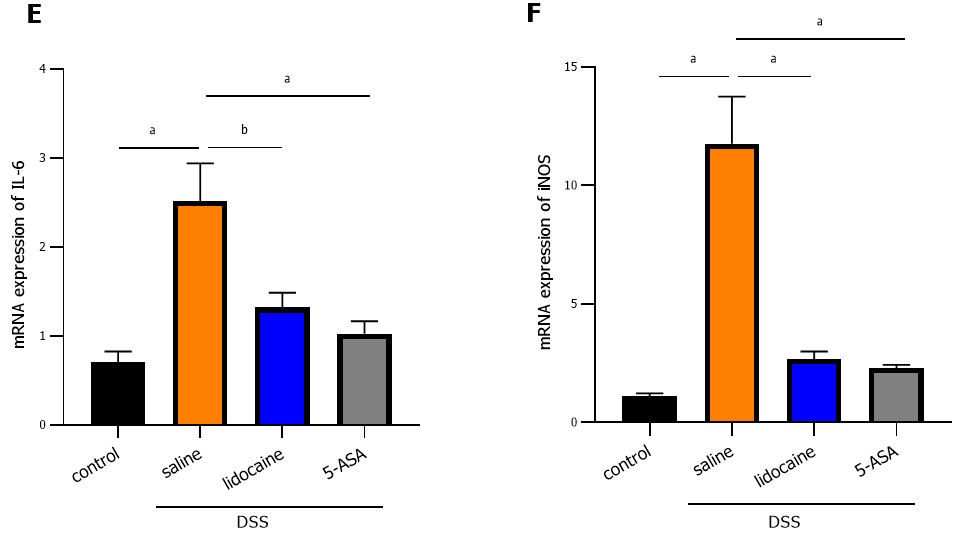 E
a
a
b
4
3
2
1
0
mRNA expression of IL-6
control
saline
lidocaine
5-ASA
DSS
F
a
a
a
15
10
5
0
mRNA expression of iNOS
control
saline
lidocaine
5-ASA
DSS